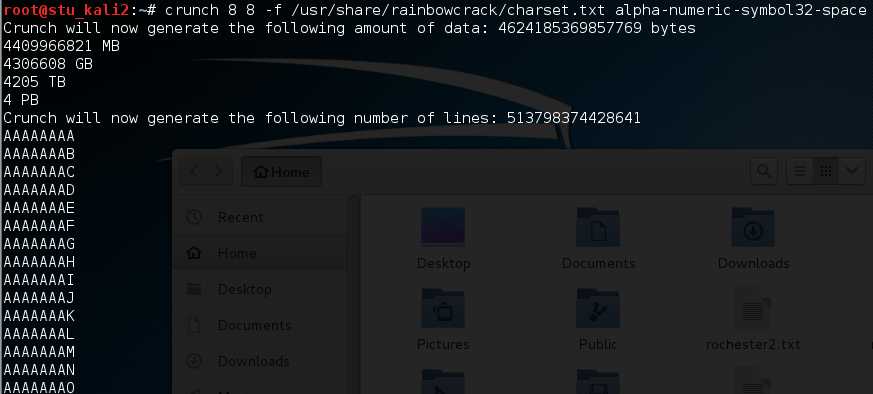 root@stu_kali2:~# crunch 8 8 -f /usr/share/rainbowcrack/charset.txt alpha-numeric-symbol32-space
Crunch will now generate the following amount of data: 4624185369857769 bytes
4409966821 MB
4306608 GB
4205 TB
4 PB
Crunch will now generate the following number of lines: 513798374428641
AAAAAAAA
AAAAAAAB
AAAAAAAC
AAAAAAAD
AAAAAAAE
AAAAAAAF
AAAAAAAG
AAAAAAAH
AAAAAAAI
AAAAAAAJ
AAAAAAAK
AAAAAAAL
AAAAAAAM
AAAAAAAN
AAAAAAAO
Home
Recent
Home
Desktop
Documents
Downloads
Desktop
Documents
Downloads
Pictures
Public
rochester2.txt